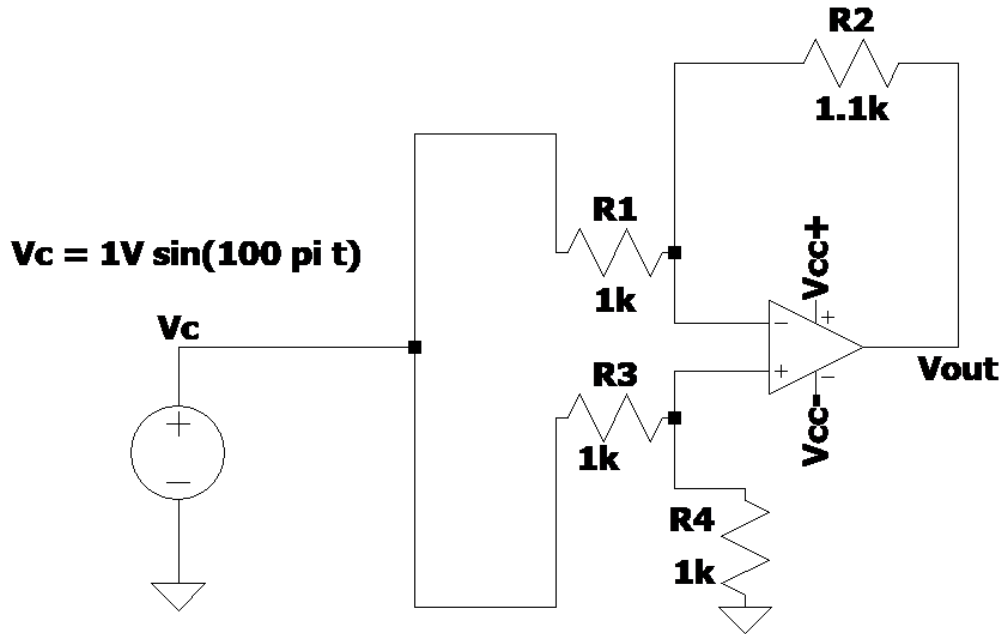 R2
1.1k
R1
1k
Vc = 1V sin(100 pi t)
Vc
Vcc+
R3
1k
Vout
Vcc-
R4
1k